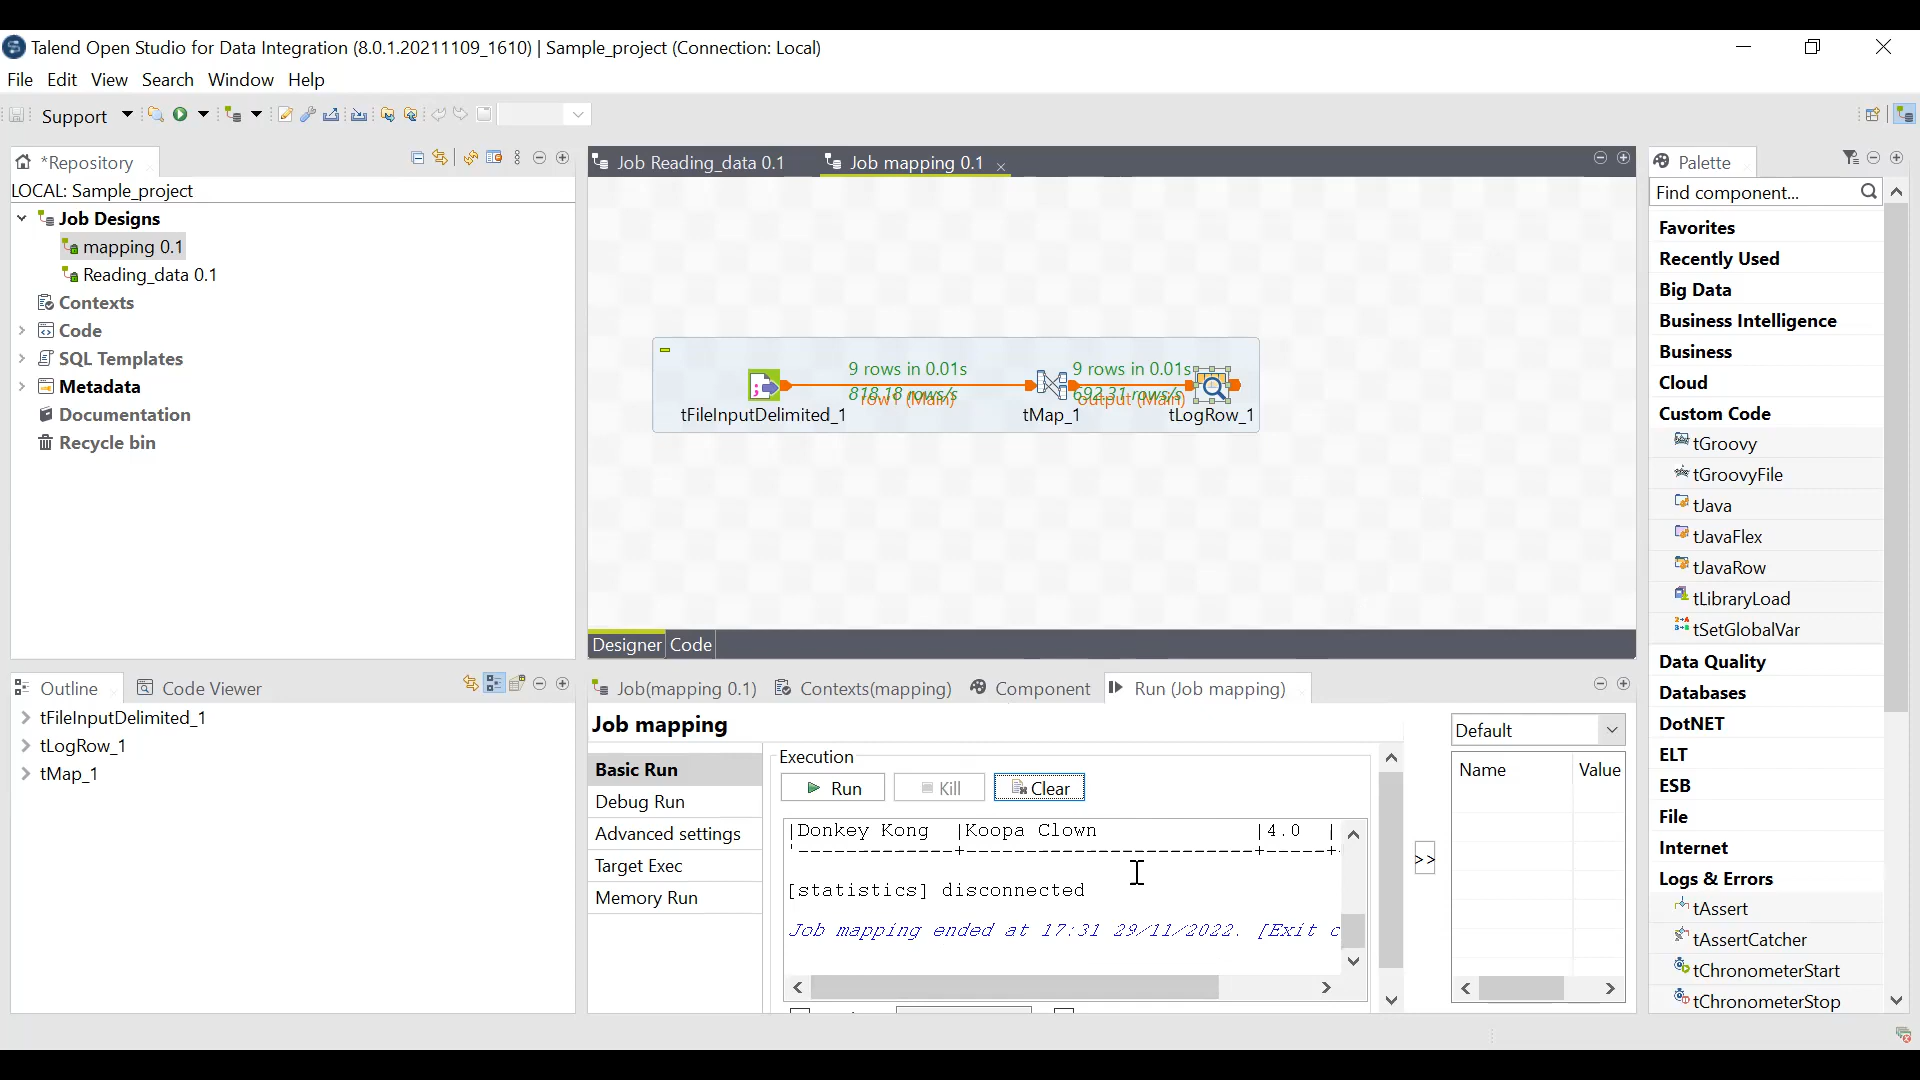 Talend Open Studio for Data Integration (8.0.1.20211109_1610) | Sample_project (Connection: Local)
File Edit View Search Window Help
Support
*Repository
LOCAL: Sample_project
Job Designs
mapping 0.1
Reading_data 0.1
Contexts
Code
SQL Templates
Metadata
Documentation
Recycle bin
Job Reading_data 0.1
Job mapping 0.1
9 rows in 0.01s
818.18 rows/s
row1 (Main)
9 rows in 0.01s
692.31 rows/s
output (Main)
tFileInputDelimited_1
tMap_1
tLogRow_1
Designer
Code
Palette
Find component...
Favorites
Recently Used
Big Data
Business Intelligence
Business
Cloud
Custom Code
tGroovy
tGroovyFile
tJava
tJavaFlex
tJavaRow
tLibraryLoad
tSetGlobalVar
Data Quality
Databases
DotNET
ELT
ESB
File
Internet
Logs & Errors
tAssert
tAssertCatcher
tChronometerStart
tChronometerStop
Outline
Code Viewer
tFileInputDelimited_1
tLogRow_1
tMap_1
Job(mapping 0.1)
Contexts(mapping)
Component
Run (Job mapping)
Job mapping
Basic Run
Debug Run
Advanced settings
Target Exec
Memory Run
Execution
Run
Kill
Clear
|Donkey Kong |Koopa Clown |4.0 |
'-------------+------------------------+-----+-
[statistics] disconnected
Job mapping ended at 17:31 29/11/2022. [Exit c
>>
Default
Name Value